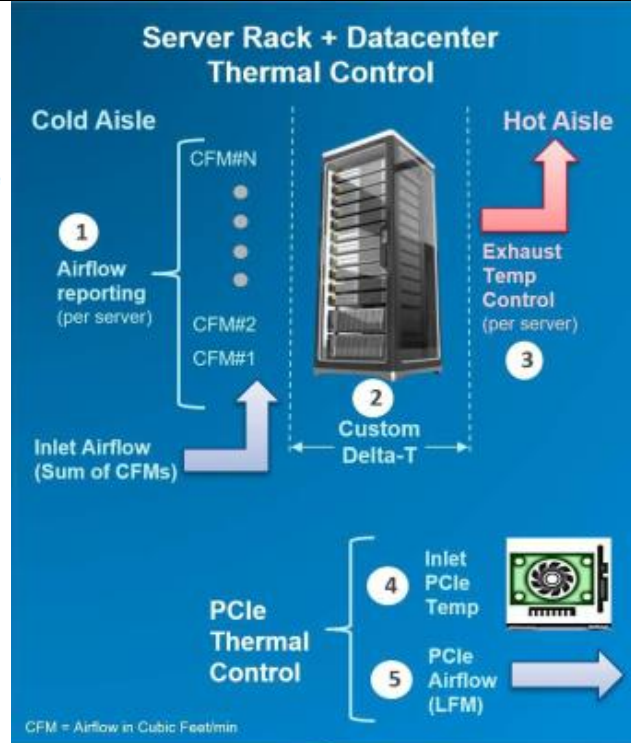 Server Rack + Datacenter
Thermal Control
Cold Aisle
Hot Aisle
CFM#N
1
Airflow
reporting
(per server)
CFM#2
CFM#1
Inlet Airflow
(Sum of CFMs)
2
Custom
Delta-T
Exhaust
Temp
Control
(per server)
3
PCIe
Thermal
Control
4
Inlet
PCIe
Temp
5
PCIe
Airflow
(LFM)
CFM = Airflow in Cubic Feet/min